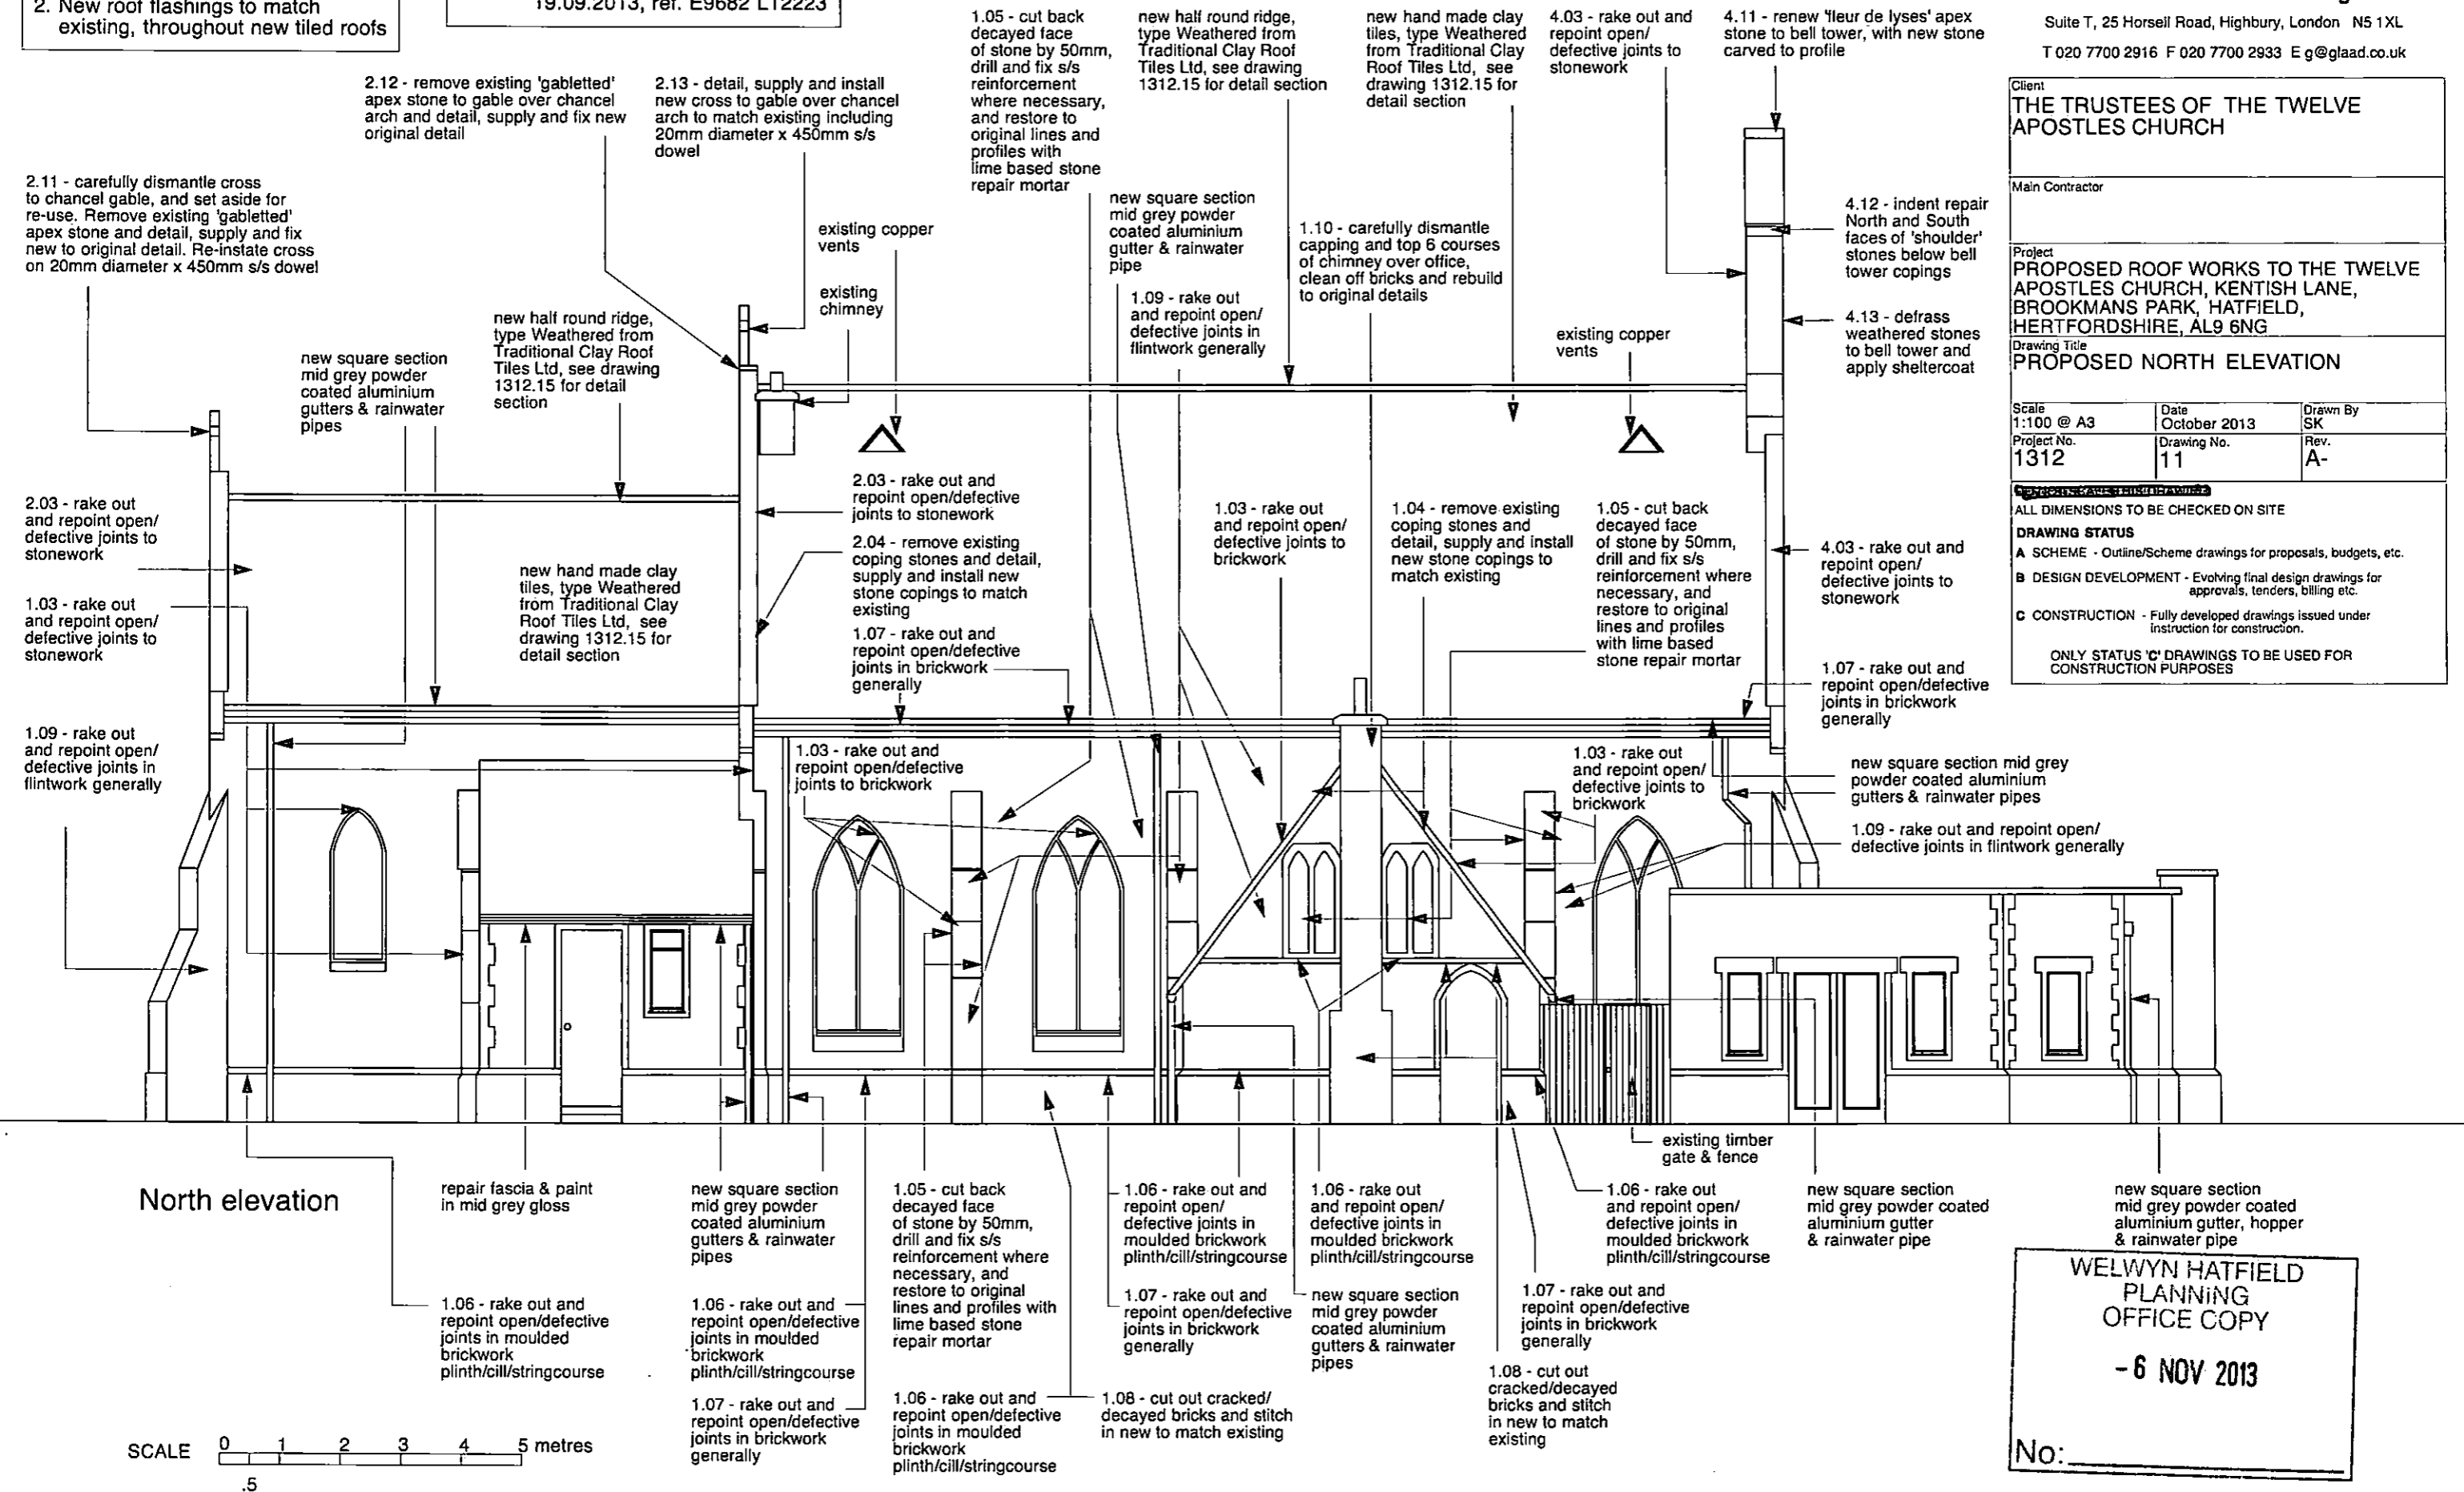 2. New roof flashings to match
existing, throughout new tiled roofs
19.09.2013, ref. E9682 LT2223
2.11 - carefully dismantle cross
to chancel gable, and set aside for
re-use. Remove existing 'gabletted'
apex stone and detail, supply and fix
new to original detail. Re-instate cross
on 20mm diameter x 450mm s/s dowel
2.12 - remove existing 'gabletted'
apex stone to gable over chancel
arch and detail, supply and fix new
original detail
2.13 - detail, supply and install
new cross to gable over chancel
arch to match existing including
20mm diameter x 450mm s/s
dowel
1.05 - cut back
decayed face
of stone by 50mm,
drill and fix s/s
reinforcement
where necessary,
and restore to
original lines and
profiles with
lime based stone
repair mortar
new half round ridge,
type Weathered from
Traditional Clay Roof
Tiles Ltd, see drawing
1312.15 for detail section
new hand made clay
tiles, type Weathered
from Traditional Clay
Roof Tiles Ltd, see
drawing 1312.15 for
detail section
4.03 - rake out and
repoint open/
defective joints to
stonework
4.11 - renew 'fleur de lyses' apex
stone to bell tower, with new stone
carved to profile
new square section
mid grey powder
coated aluminium
gutters & rainwater
pipes
new half round ridge,
type Weathered from
Traditional Clay Roof
Tiles Ltd, see drawing
1312.15 for detail
section
existing copper
vents
existing
chimney
new square section
mid grey powder
coated aluminium
gutter & rainwater
pipe
1.09 - rake out
and repoint open/
defective joints in
flintwork generally
1.10 - carefully dismantle
capping and top 6 courses
of chimney over office,
clean off bricks and rebuild
to original details
existing copper
vents
4.12 - indent repair
North and South
faces of 'shoulder'
stones below bell
tower copings
4.13 - defrass
weathered stones
to bell tower and
apply sheltercoat
2.03 - rake out
and repoint open/
defective joints to
stonework
1.03 - rake out
and repoint open/
defective joints to
stonework
1.09 - rake out
and repoint open/
defective joints in
flintwork generally
new hand made clay
tiles, type Weathered
from Traditional Clay
Roof Tiles Ltd, see
drawing 1312.15 for
detail section
2.03 - rake out and
repoint open/defective
joints to stonework
2.04 - remove existing
coping stones and detail,
supply and install new
stone copings to match
existing
1.07 - rake out and
repoint open/defective
joints in brickwork
generally
1.03 - rake out
and repoint open/
defective joints to
brickwork
1.04 - remove existing
coping stones and
detail, supply and install
new stone copings to
match existing
1.05 - cut back
decayed face
of stone by 50mm,
drill and fix s/s
reinforcement where
necessary, and
restore to original
lines and profiles
with lime based
stone repair mortar
4.03 - rake out and
repoint open/
defective joints to
stonework
1.07 - rake out and
repoint open/defective
joints in brickwork
generally
1.03 - rake out and
repoint open/defective
joints to brickwork
1.03 - rake out
and repoint open/
defective joints to
brickwork
new square section mid grey
powder coated aluminium
gutters & rainwater pipes
1.09 - rake out and repoint open/
defective joints in flintwork generally
existing timber
gate & fence
North elevation
repair fascia & paint
in mid grey gloss
new square section
mid grey powder
coated aluminium
gutters & rainwater
pipes
1.05 - cut back
decayed face
of stone by 50mm,
drill and fix s/s
reinforcement where
necessary, and
restore to original
lines and profiles with
lime based stone
repair mortar
1.06 - rake out and
repoint open/
defective joints in
moulded brickwork
plinth/cill/stringcourse
1.06 - rake out
and repoint open/
defective joints in
moulded brickwork
plinth/cill/stringcourse
1.06 - rake out
and repoint open/
defective joints in
moulded brickwork
plinth/cill/stringcourse
new square section
mid grey powder coated
aluminium gutter
& rainwater pipe
new square section
mid grey powder coated
aluminium gutter, hopper
& rainwater pipe
1.06 - rake out and
repoint open/defective
joints in moulded
brickwork
plinth/cill/stringcourse
1.06 - rake out and
repoint open/defective
joints in moulded
brickwork
plinth/cill/stringcourse
1.07 - rake out and
repoint open/defective
joints in brickwork
generally
1.06 - rake out and
repoint open/defective
joints in moulded
brickwork
plinth/cill/stringcourse
1.07 - rake out and
repoint open/defective
joints in brickwork
generally
1.08 - cut out cracked/
decayed bricks and stitch
in new to match existing
new square section
mid grey powder
coated aluminium
gutters & rainwater
pipes
1.07 - rake out and
repoint open/defective
joints in brickwork
generally
1.08 - cut out
cracked/decayed
bricks and stitch
in new to match
existing
SCALE 0 1 2 3 4 5 metres
.5
Suite T, 25 Horsell Road, Highbury, London N5 1XL
T 020 7700 2916 F 020 7700 2933 E g@glaad.co.uk
Client
THE TRUSTEES OF THE TWELVE
APOSTLES CHURCH
Main Contractor
Project
PROPOSED ROOF WORKS TO THE TWELVE
APOSTLES CHURCH, KENTISH LANE,
BROOKMANS PARK, HATFIELD,
HERTFORDSHIRE, AL9 6NG
Drawing Title
PROPOSED NORTH ELEVATION
Scale Date Drawn By
1:100 @ A3 October 2013 SK
Project No. Drawing No. Rev.
1312 11 A-
ALL DIMENSIONS TO BE CHECKED ON SITE
DRAWING STATUS
A SCHEME - Outline/Scheme drawings for proposals, budgets, etc.
B DESIGN DEVELOPMENT - Evolving final design drawings for
approvals, tenders, billing etc.
C CONSTRUCTION - Fully developed drawings issued under
instruction for construction.
ONLY STATUS 'C' DRAWINGS TO BE USED FOR
CONSTRUCTION PURPOSES
WELWYN HATFIELD
PLANNING
OFFICE COPY
- 6 NOV 2013
No: